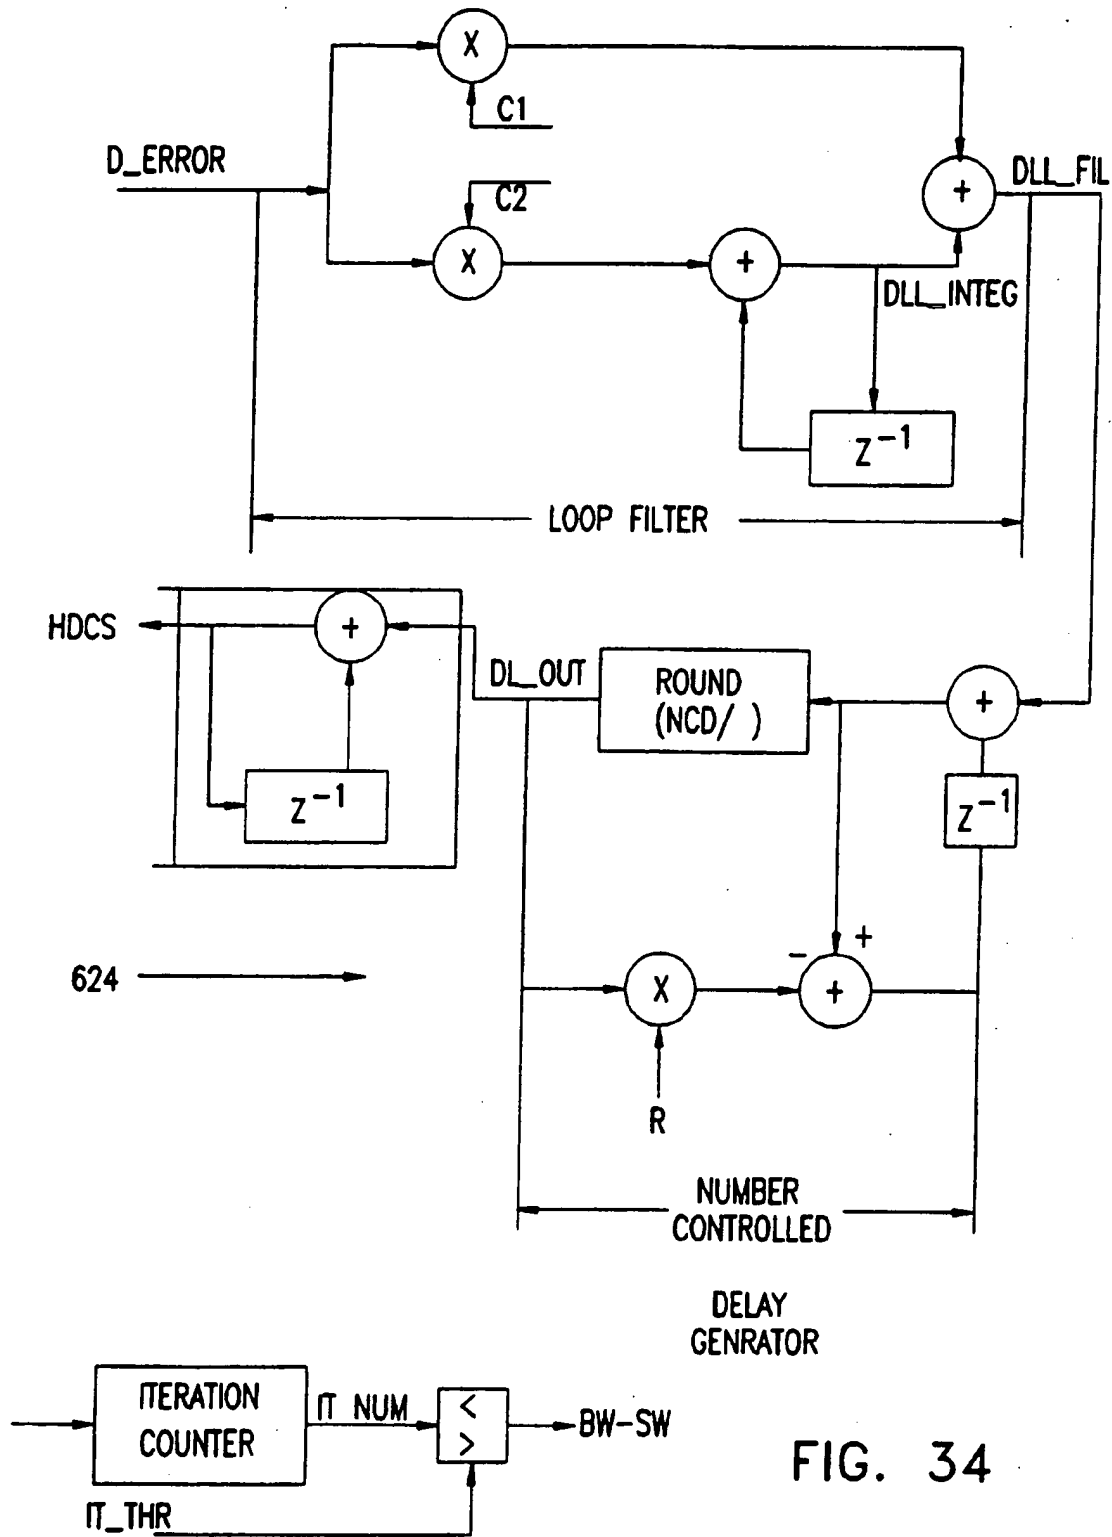 X
C1
D_ERROR
C2
X
+
+
DLL_FIL
DLL_INTEG
Z⁻¹
LOOP FILTER
HDCS
+
DL_OUT
ROUND
(NCD/ )
+
Z⁻¹
Z⁻¹
624
X
- +
+
R
NUMBER
CONTROLLED
DELAY
GENRATOR
ITERATION
COUNTER
IT NUM
<
>
BW-SW
IT_THR
FIG. 34